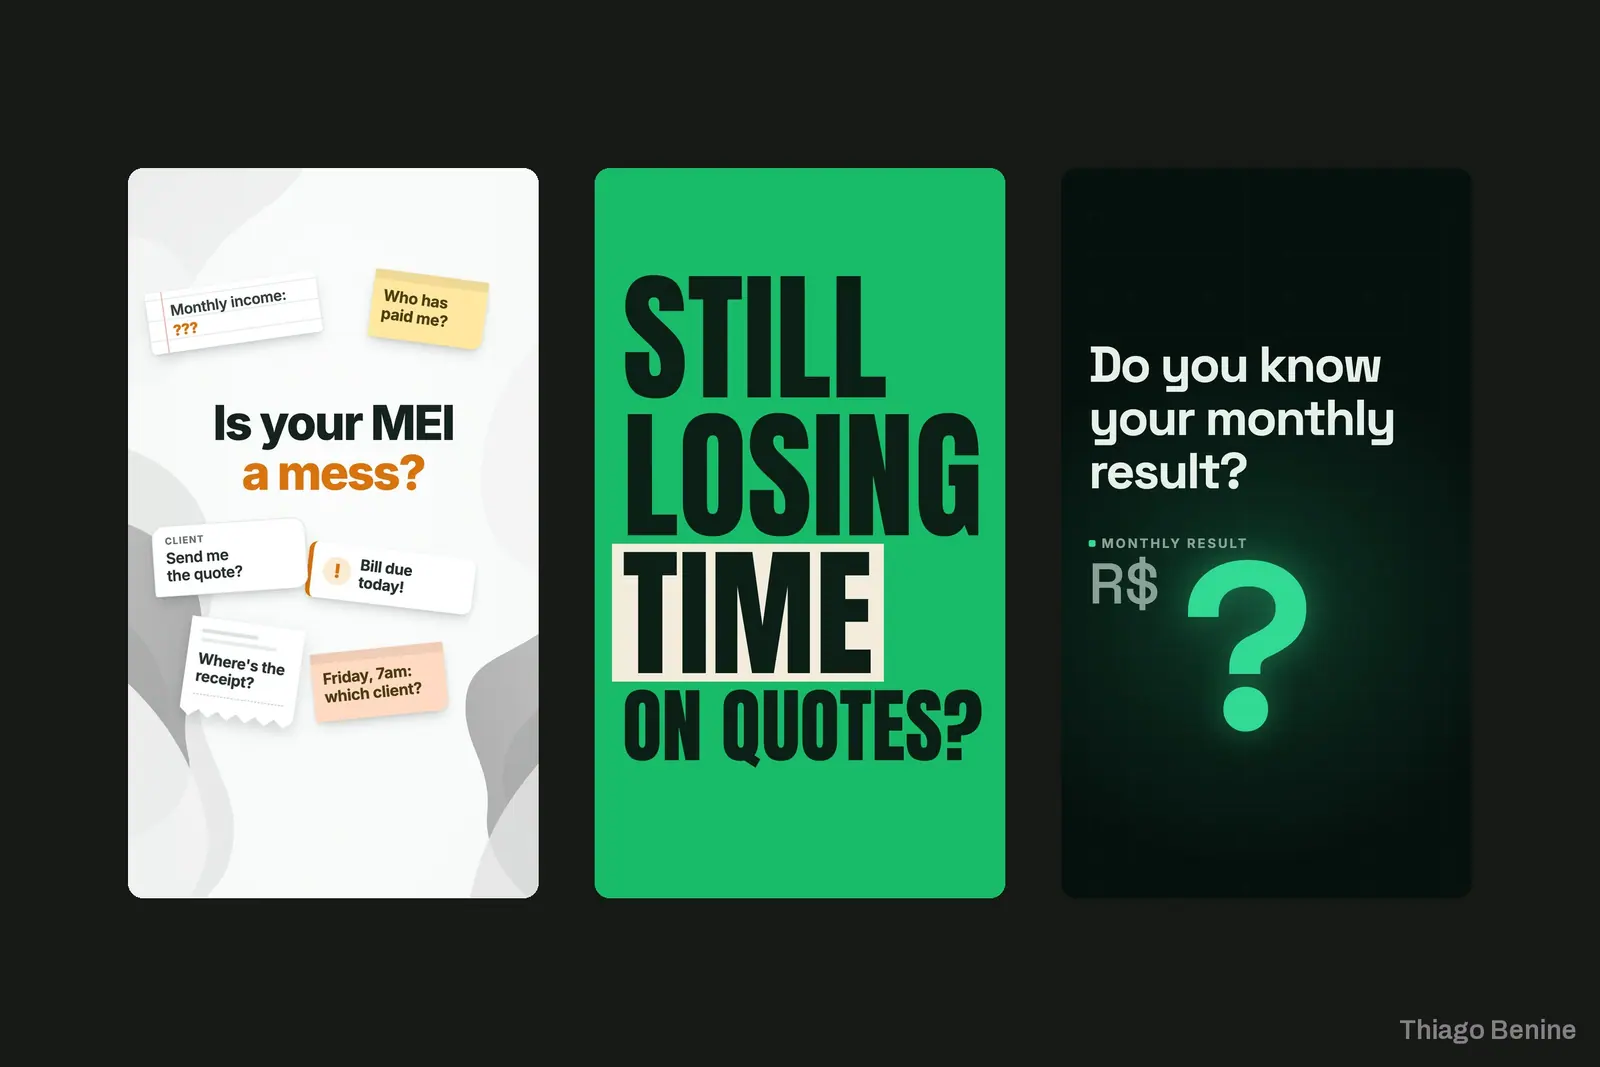 Monthly income:
???
Who has
paid me?
Is your MEI
a mess?
CLIENT
Send me
the quote?
!
Bill due
today!
Where's the
receipt?
Friday, 7am:
which client?
STILL
LOSING
TIME
ON QUOTES?
Do you know
your monthly
result?
MONTHLY RESULT
R$ ?
Thiago Benine